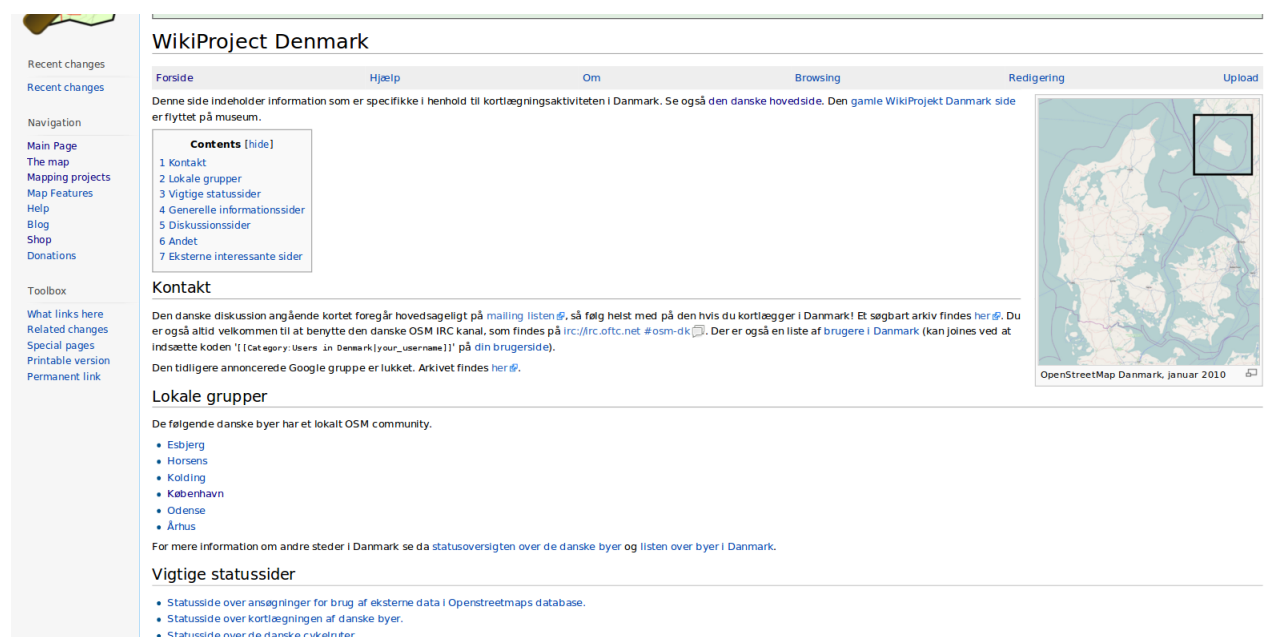 WikiProject Denmark
Recent changes
Recent changes
Navigation
Main Page
The map
Mapping projects
Map Features
Help
Blog
Shop
Donations
Toolbox
What links here
Related changes
Special pages
Printable version
Permanent link
Forside Hjælp Om Browsing Redigering Upload
Denne side indeholder information som er specifikke i henhold til kortlægningsaktiviteten i Danmark. Se også den danske hovedside. Den gamle WikiProjekt Danmark side
er flyttet på museum.
Contents [hide]
1 Kontakt
2 Lokale grupper
3 Vigtige statussider
4 Generelle informationssider
5 Diskussionssider
6 Andet
7 Eksterne interessante sider
OpenStreetMap Danmark, januar 2010
Kontakt
Den danske diskussion angående kortet foregår hovedsageligt på mailing listen, så følg helst med på den hvis du kortlægger i Danmark! Et søgbart arkiv findes her. Du
er også altid velkommen til at benytte den danske OSM IRC kanal, som findes på irc://irc.oftc.net #osm-dk. Der er også en liste af brugere i Danmark (kan joines ved at
indsætte koden '[[Category:Users in Denmark|your_username]]' på din brugerside).
Den tidligere annoncerede Google gruppe er lukket. Arkivet findes her.
Lokale grupper
De følgende danske byer har et lokalt OSM community.
Esbjerg
Horsens
Kolding
København
Odense
Århus
For mere information om andre steder i Danmark se da statusoversigten over de danske byer og listen over byer i Danmark.
Vigtige statussider
Statusside over ansøgninger for brug af eksterne data i Openstreetmaps database.
Statusside over kortlægningen af danske byer.
Statusside over de danske cykelruter